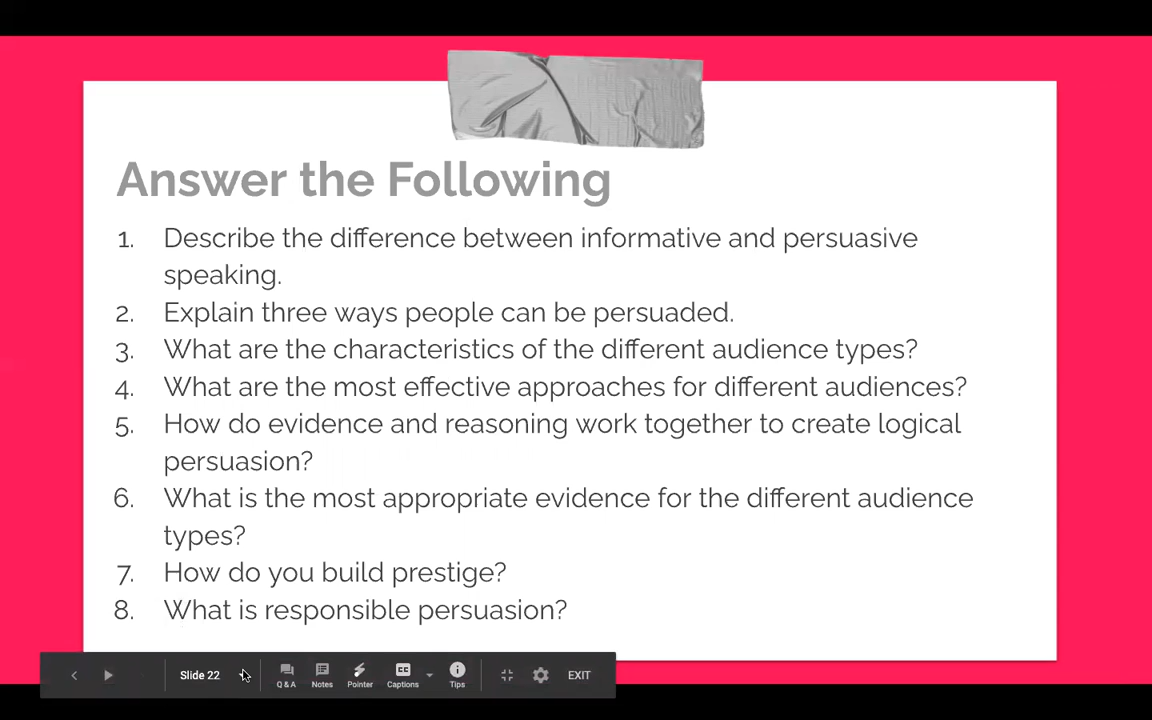 Answer the Following
1. Describe the difference between informative and persuasive
speaking.
2. Explain three ways people can be persuaded.
3. What are the characteristics of the different audience types?
4. What are the most effective approaches for different audiences?
5. How do evidence and reasoning work together to create logical
persuasion?
6. What is the most appropriate evidence for the different audience
types?
7. How do you build prestige?
8. What is responsible persuasion?
Slide 22 Q & A Notes Pointer CC Captions Tips EXIT